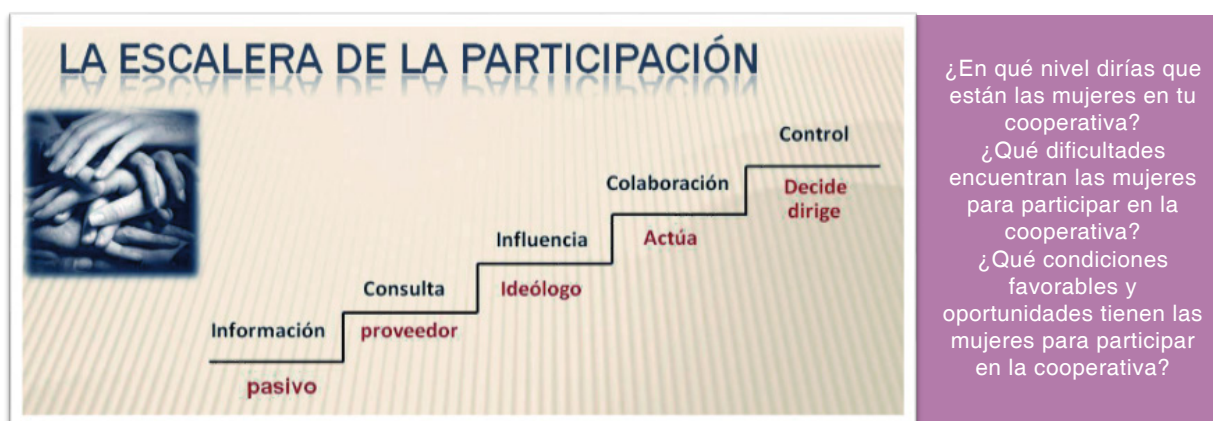 LA ESCALERA DE LA PARTICIPACIÓN
Control
Decide
dirige
Colaboración
Actúa
Influencia
Ideólogo
Consulta
proveedor
Información
pasivo
¿En qué nivel dirías que
están las mujeres en tu
cooperativa?
¿Qué dificultades
encuentran las mujeres
para participar en la
cooperativa?
¿Qué condiciones
favorables y
oportunidades tienen las
mujeres para participar
en la cooperativa?